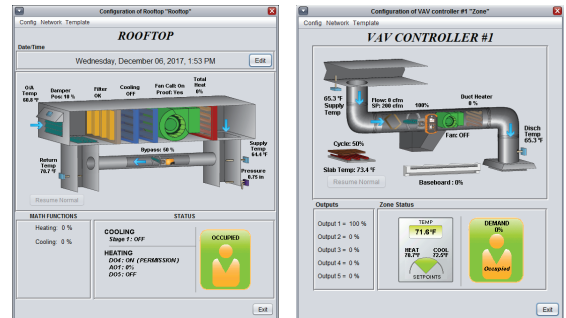 Configuration of Rooftop "Rooftop"
Config Network Template
ROOFTOP
Date/Time
Wednesday, December 06, 2017, 1:53 PM
Edit
O/A Temp
60.8 °F
Damper
Pos: 10 %
Filter
OK
Cooling
OFF
Fan Call: On
Proof: Yes
Total Heat
0%
Bypass: 50 %
Supply Temp
64.4 °F
Return Temp
70.7 °F
Pressure
0.75 in
Resume Normal
MATH FUNCTIONS
Heating: 0 %
Cooling: 0 %
STATUS
COOLING
Stage 1: OFF
HEATING
DO4: ON (PERMISSION)
AO1: 0%
DO5: OFF
OCCUPIED
Exit
Configuration of VAV controller #1 "Zone"
Config Network Template
VAV CONTROLLER #1
65.3 °F
Supply Temp
Flow: 0 cfm
SP: 200 cfm
100%
Duct Heater
0 %
Fan: OFF
Disch Temp
65.3 °F
Cycle: 50%
Slab Temp: 73.4 °F
Resume Normal
Baseboard : 0%
Outputs
Output 1 = 100 %
Output 2 = 0 %
Output 3 = 0 %
Output 4 = 0 %
Output 5 = 0 %
Zone Status
TEMP
71.6°F
HEAT
70.7°F
COOL
72.5°F
SETPOINTS
DEMAND
0%
Occupied
Exit